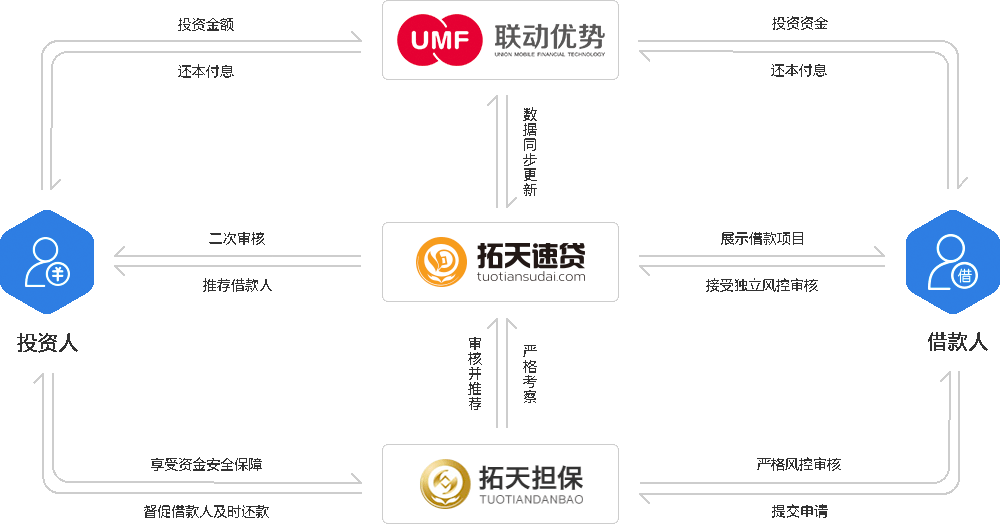 投资金额
投资资金
UMF 联动优势
UNION MOBILE FINANCIAL TECHNOLOGY
还本付息
还本付息
数据同步更新
二次审核
展示借款项目
拓天速贷
tuotiansudai.com
推荐借款人
接受独立风控审核
借
投资人
借款人
审核并推荐
严格考察
享受资金安全保障
严格风控审核
拓天担保
TUOTIANDANBAO
督促借款人及时还款
提交申请